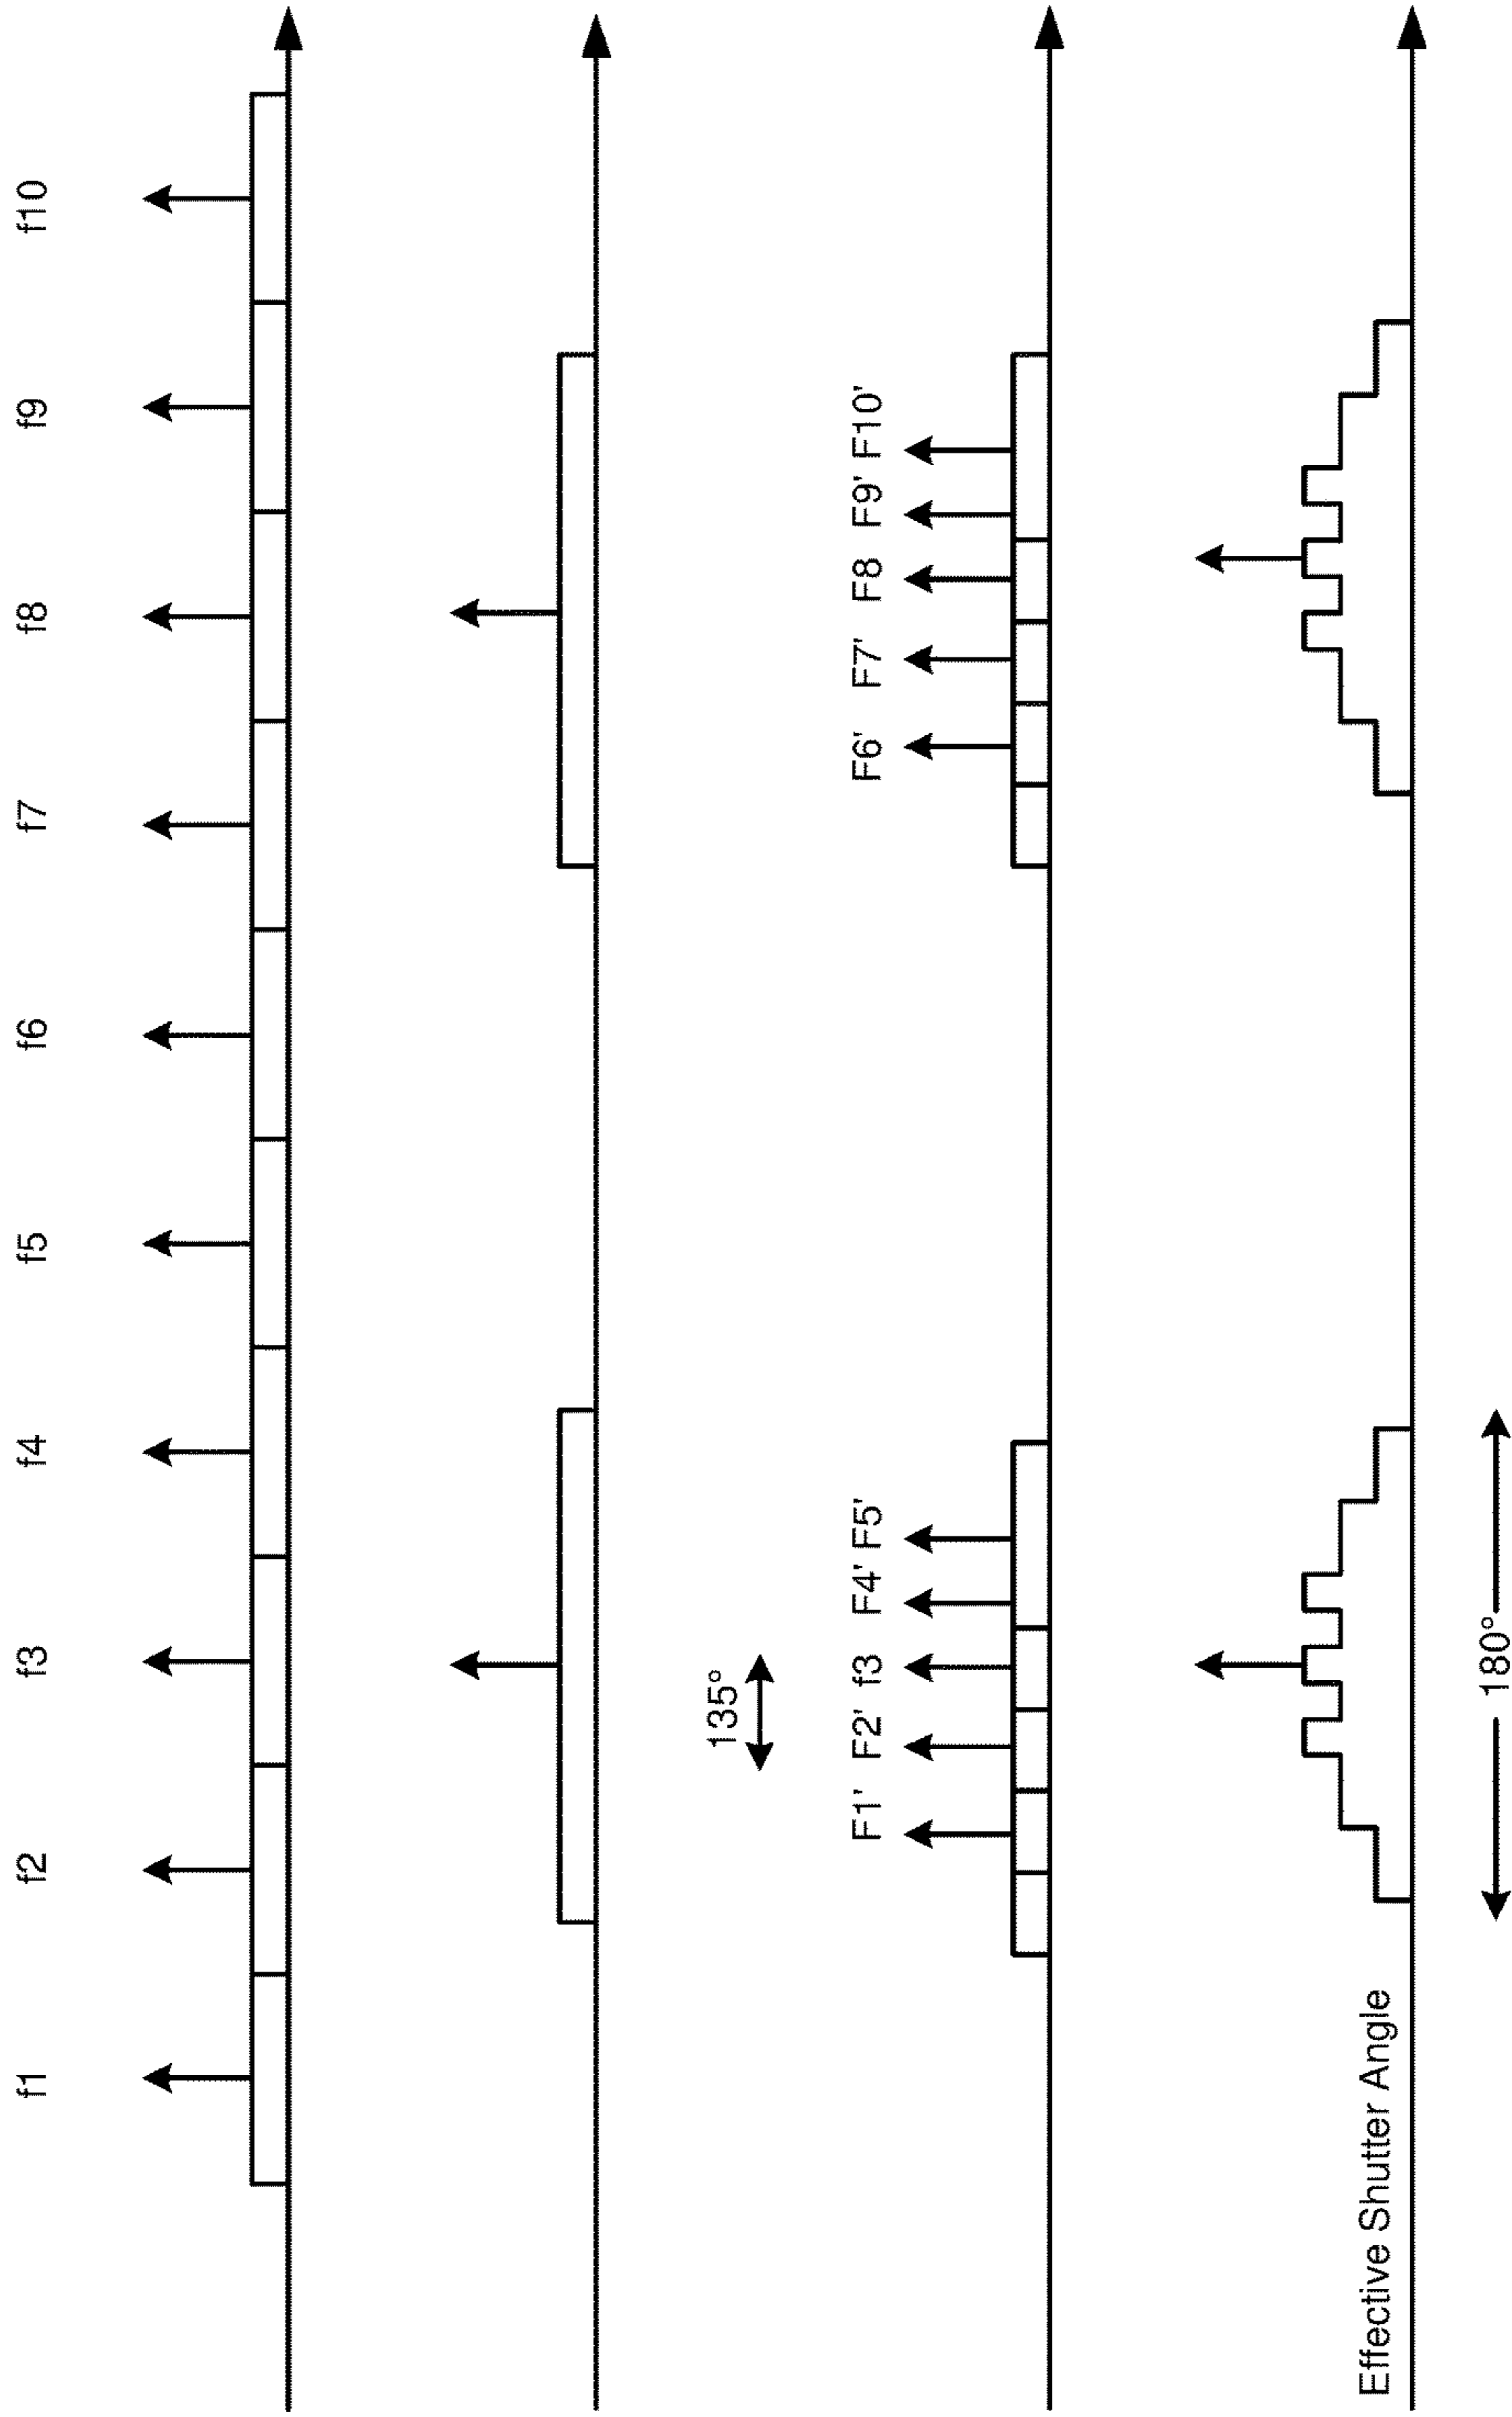 f1 f2 f3 f4 f5 f6 f7 f8 f9 f10
135°
F1' F2' f3 F4' F5' F6' F7' F8 F9' F10'
Effective Shutter Angle
180°